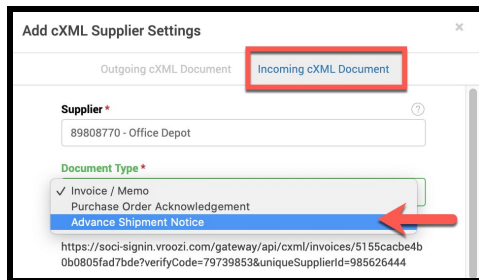 Add cXML Supplier Settings ×
Outgoing cXML Document Incoming cXML Document
Supplier * ?
89808770 - Office Depot
Document Type *
✓ Invoice / Memo
Purchase Order Acknowledgement
Advance Shipment Notice
https://soci-signin.vroozi.com/gateway/api/cxml/invoices/5155cacbe4b
0b0805fad7bde?verifyCode=79739853&uniqueSupplierId=985626444